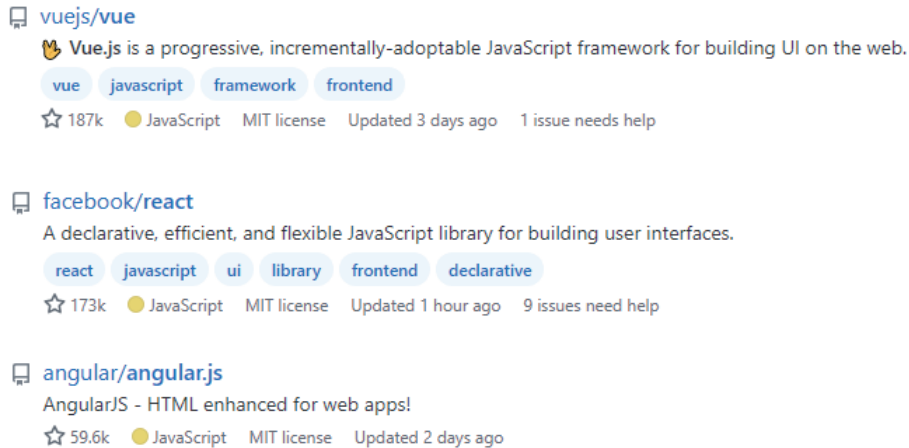 vuejs/vue
🖖 Vue.js is a progressive, incrementally-adoptable JavaScript framework for building UI on the web.
vue javascript framework frontend
187k JavaScript MIT license Updated 3 days ago 1 issue needs help
facebook/react
A declarative, efficient, and flexible JavaScript library for building user interfaces.
react javascript ui library frontend declarative
173k JavaScript MIT license Updated 1 hour ago 9 issues need help
angular/angular.js
AngularJS - HTML enhanced for web apps!
59.6k JavaScript MIT license Updated 2 days ago